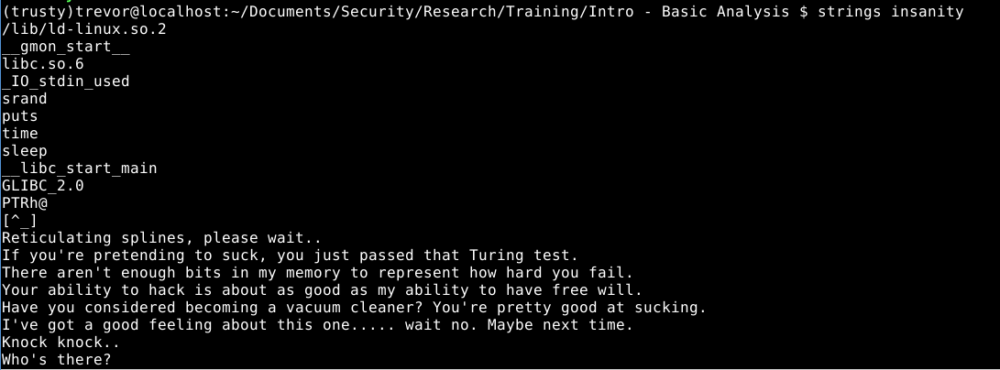 (trusty)trevor@localhost:~/Documents/Security/Research/Training/Intro - Basic Analysis $ strings insanity
/lib/ld-linux.so.2
__gmon_start__
libc.so.6
_IO_stdin_used
srand
puts
time
sleep
__libc_start_main
GLIBC_2.0
PTRh@
[^_]
Reticulating splines, please wait..
If you're pretending to suck, you just passed that Turing test.
There aren't enough bits in my memory to represent how hard you fail.
Your ability to hack is about as good as my ability to have free will.
Have you considered becoming a vacuum cleaner? You're pretty good at sucking.
I've got a good feeling about this one..... wait no. Maybe next time.
Knock knock..
Who's there?